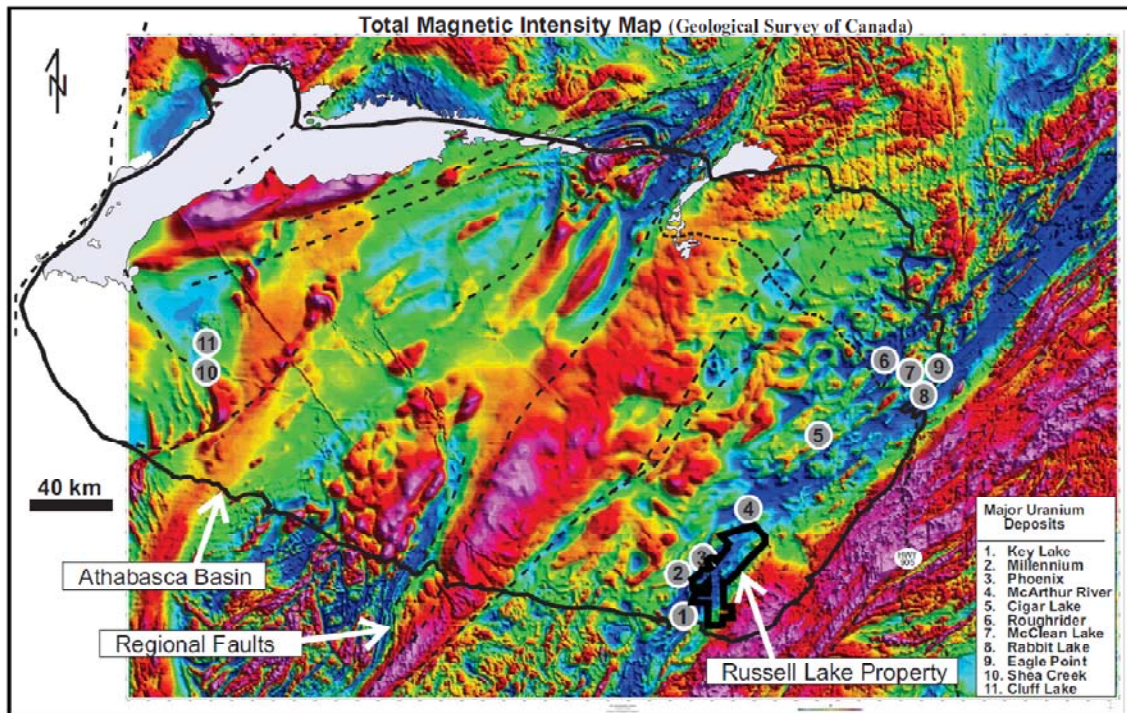 Total Magnetic Intensity Map (Geological Survey of Canada)
N
11
10
6
7
9
8
5
40 km
4
3
2
1
Athabasca Basin
Regional Faults
Russell Lake Property
HWY
905
Major Uranium
Deposits
1. Key Lake
2. Millennium
3. Phoenix
4. McArthur River
5. Cigar Lake
6. Roughrider
7. McClean Lake
8. Rabbit Lake
9. Eagle Point
10. Shea Creek
11. Cluff Lake